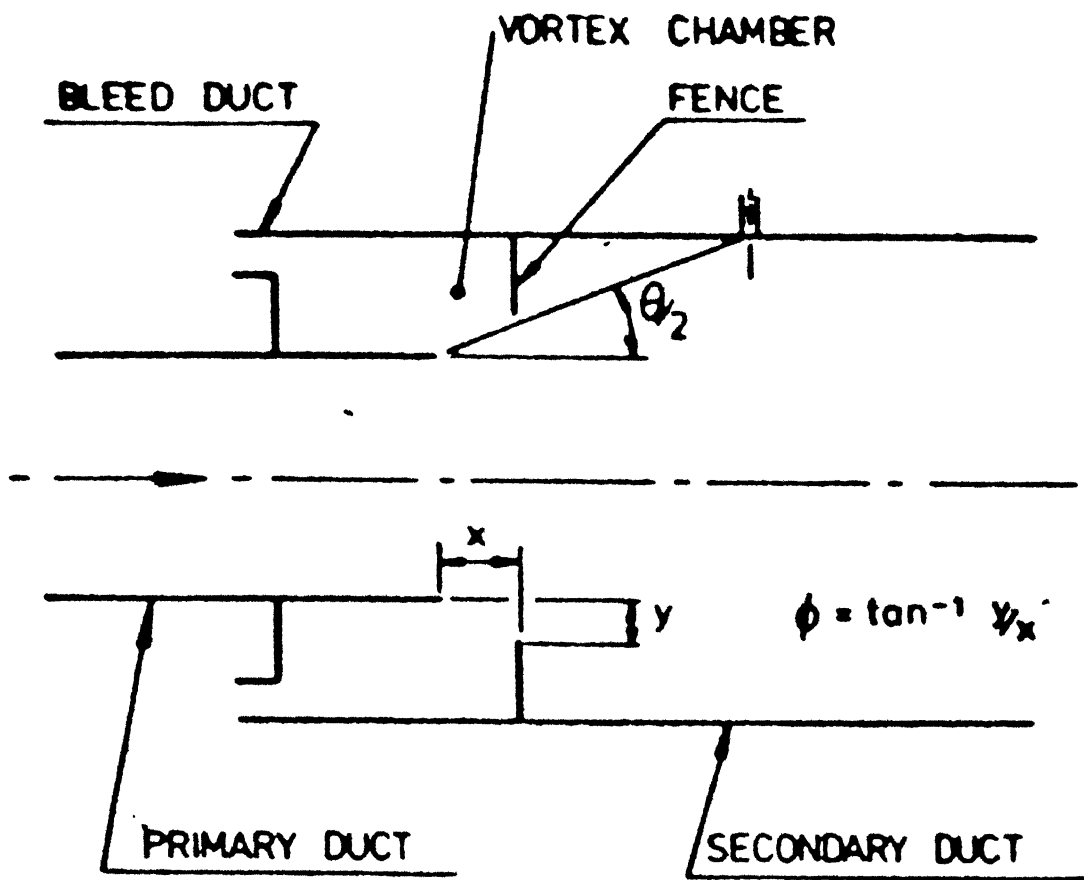 VORTEX CHAMBER
BLEED DUCT
FENCE
θ/2
x
y
ϕ = tan⁻¹ y/x
PRIMARY DUCT
SECONDARY DUCT